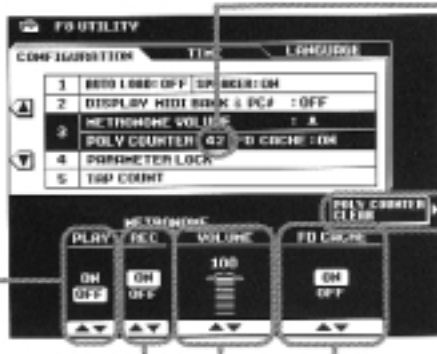 F8 UTILITY
CONFIGURATION TIME LANGUAGE
1 AUTO LOAD: OFF SPEAKER: ON
2 DISPLAY MIDI BANK & PG# : OFF
3 METRONOME VOLUME :
POLY COUNTER 42 FD CACHE : ON
4 PARAMETER LOCK
5 TAP COUNT
POLY COUNTER
CLEAR
METRONOME
PLAY REC VOLUME FD CACHE
100
ON ON ON
OFF OFF OFF